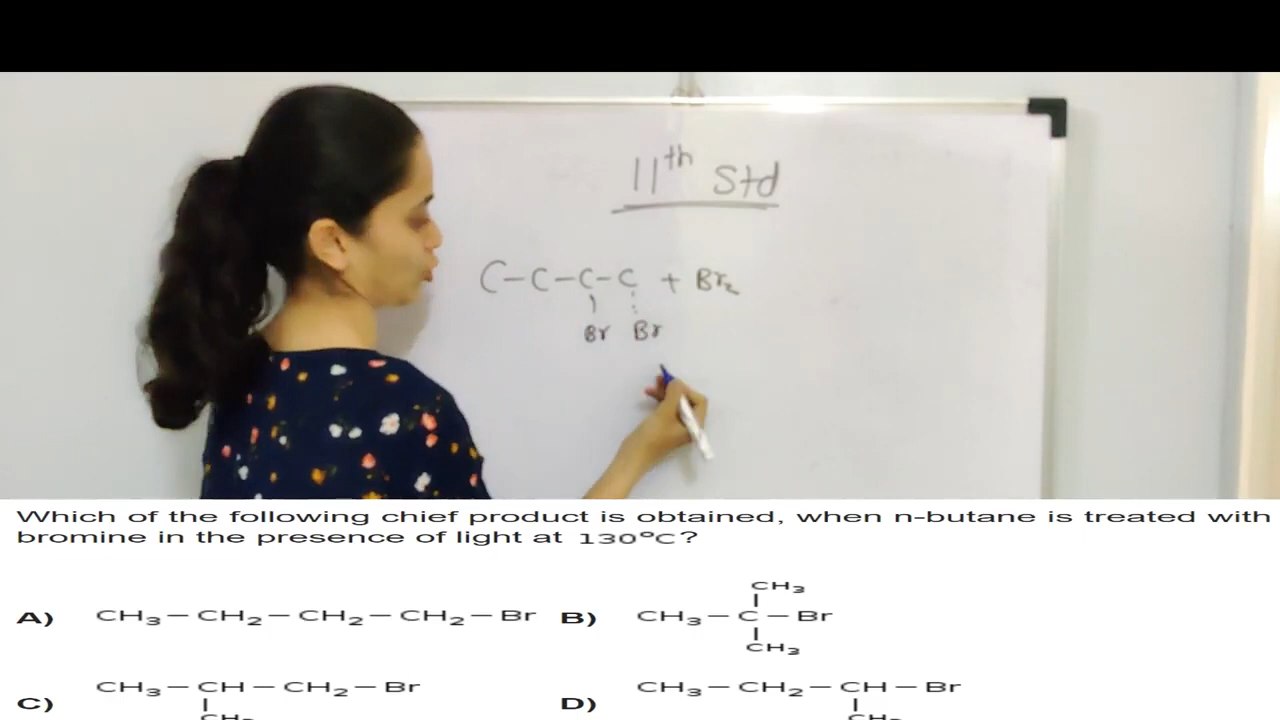 11th Std
C-C-C-C + Br2
Br Br
Which of the following chief product is obtained, when n-butane is treated with
bromine in the presence of light at 130°C?
CH3
A) CH3 — CH2 — CH2 — CH2 — Br B) CH3 — C — Br
CH3
C) CH3 — CH — CH2 — Br D) CH3 — CH2 — CH — Br